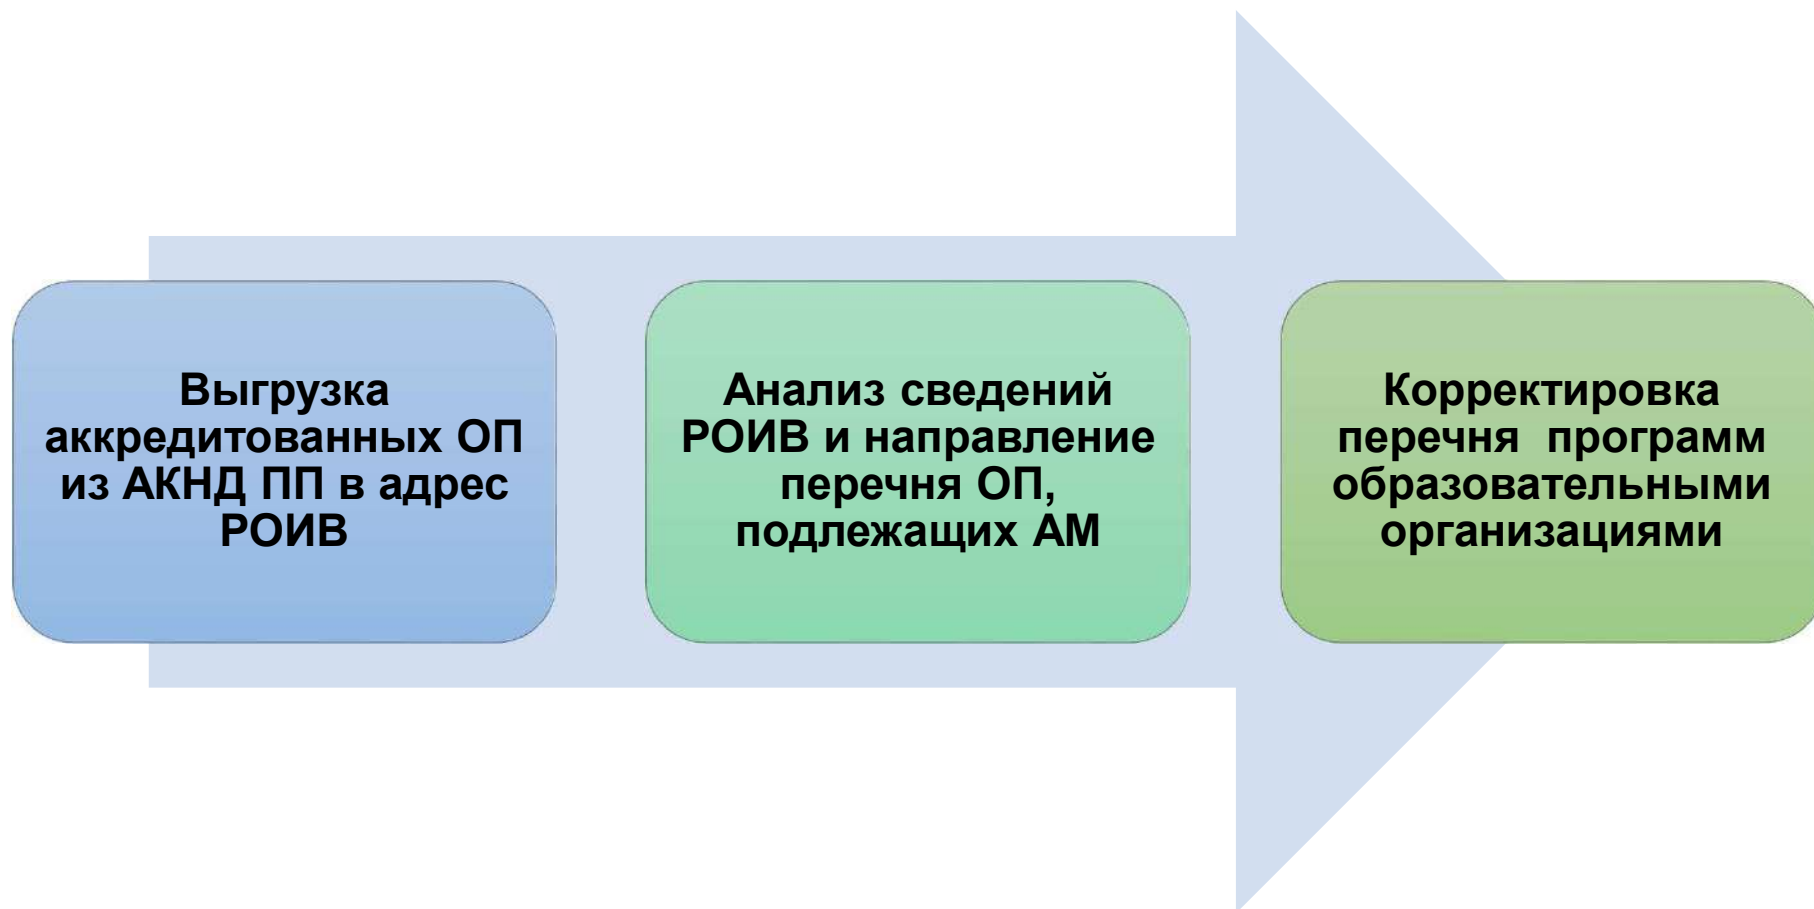 Выгрузка
аккредитованных ОП
из АКНД ПП в адрес
РОИВ
Анализ сведений
РОИВ и направление
перечня ОП,
подлежащих АМ
Корректировка
перечня  программ
образовательными
организациями